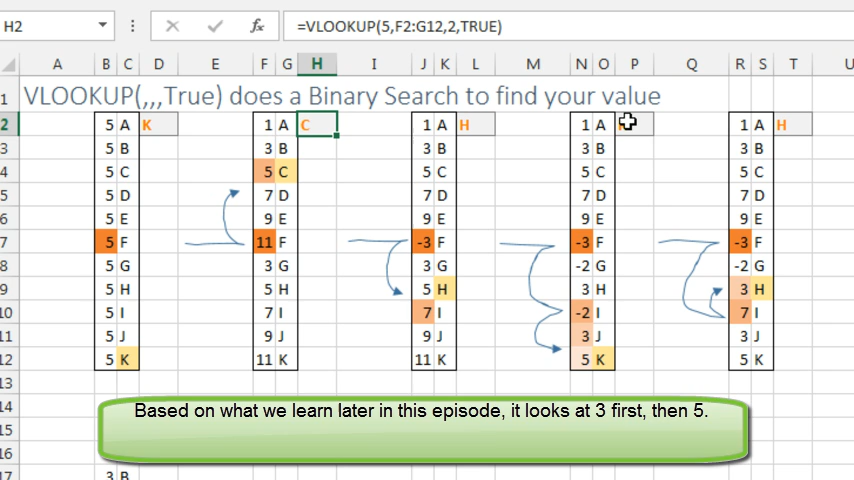 H2 =VLOOKUP(5,F2:G12,2,TRUE)
A B C D E F G H I J K L M N O P Q R S T U
1 VLOOKUP(,,,True) does a Binary Search to find your value
2 5 A K 1 A C 1 A H 1 A 1 A H
3 5 B 3 B 3 B 3 B 3 B
4 5 C 5 C 5 C 5 C 5 C
5 5 D 7 D 7 D 7 D 7 D
6 5 E 9 E 9 E 9 E 9 E
7 5 F 11 F -3 F -3 F -3 F
8 5 G 3 G 3 G -2 G -2 G
9 5 H 5 H 5 H 3 H 3 H
10 5 I 7 I 7 I -2 I 7 I
11 5 J 9 J 9 J 3 J 3 J
12 5 K 11 K 11 K 5 K 5 K
13
14 Based on what we learn later in this episode, it looks at 3 first, then 5.
15
16
17 3 B